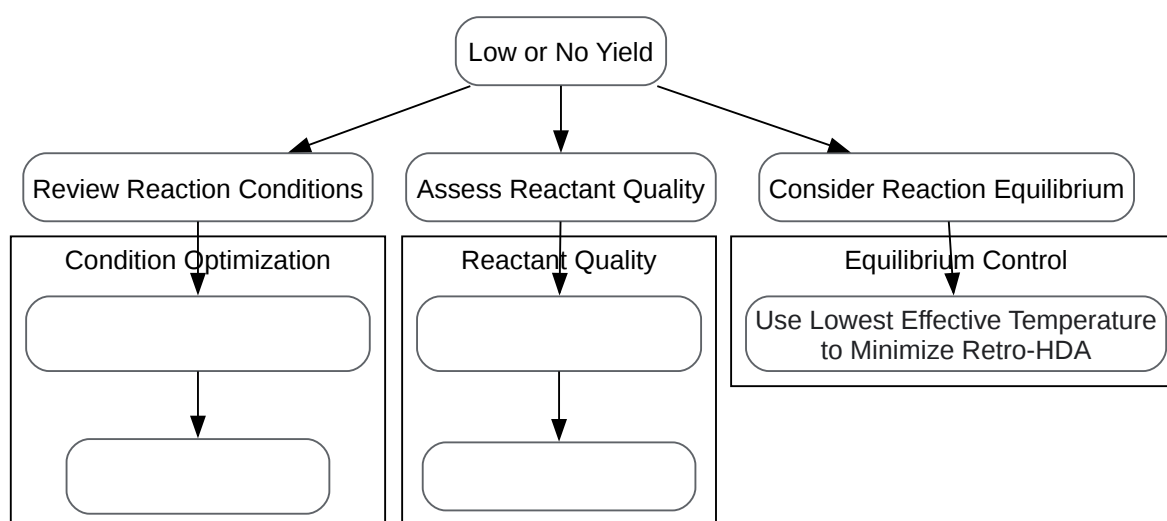 Low or No Yield
Review Reaction Conditions
Assess Reactant Quality
Consider Reaction Equilibrium
Condition Optimization
Reactant Quality
Equilibrium Control
Use Lowest Effective Temperature
to Minimize Retro-HDA